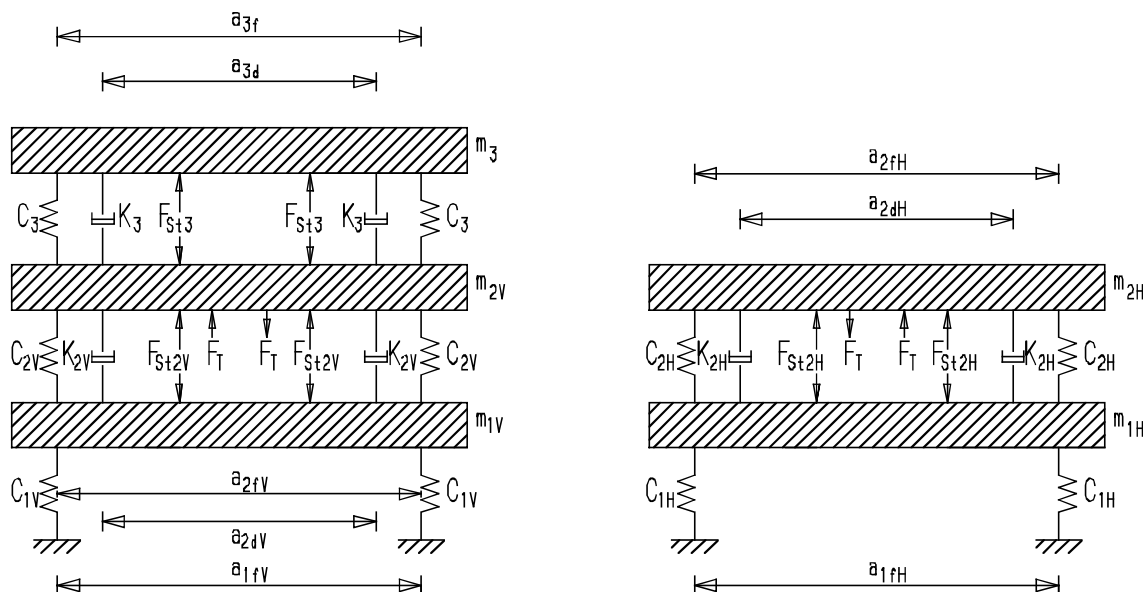 a3f
a3d
m3
C3 K3 FSt3 FSt3 K3 C3
m2V
C2V K2V FSt2V FT FT FSt2V K2V C2V
m1V
C1V a2fV C1V
a2dV
a1fV
a2fH
a2dH
m2H
C2H K2H FSt2H FT FT FSt2H K2H C2H
m1H
C1H C1H
a1fH